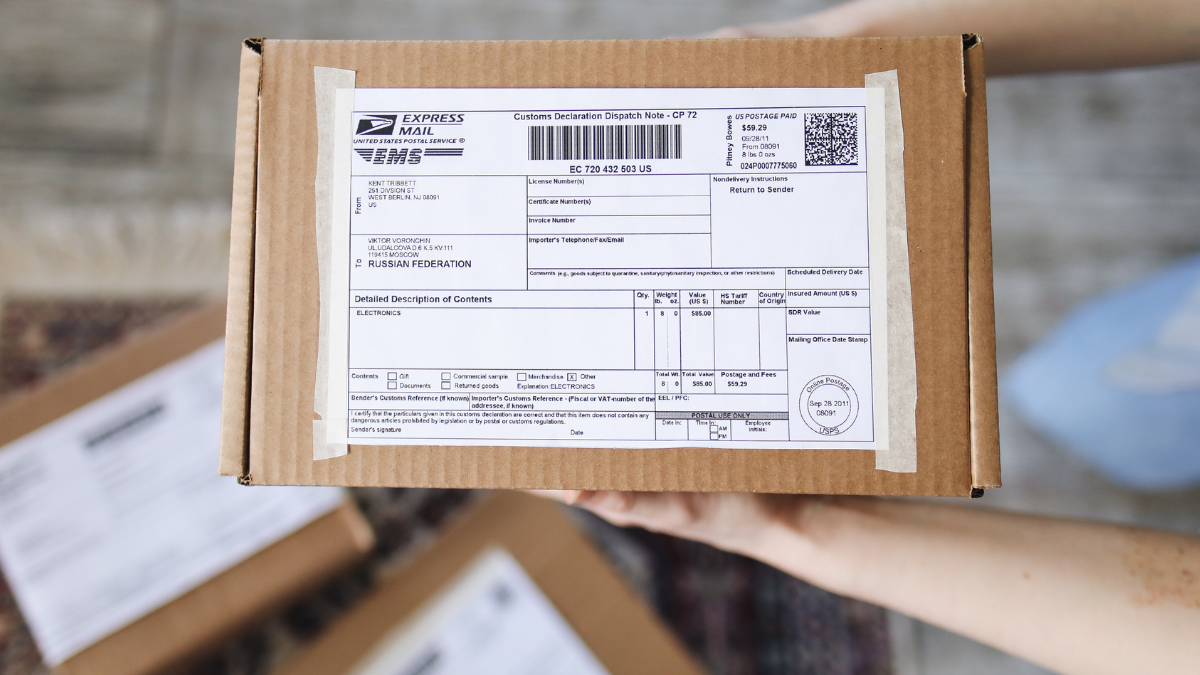 EXPRESS
MAIL
UNITED STATES POSTAL SERVICE ®
EMS
Customs Declaration Dispatch Note - CP 72
EC 720 432 503 US
Pitney Bowes
US POSTAGE PAID
$59.29
09/28/11
From 08091
8 lbs 0 ozs
024P0007775060
From
KENT TRIBBETT
251 DIVISION ST
WEST BERLIN, NJ 08091
US
License Number(s)
Certificate Number(s)
Invoice Number
Nondelivery Instructions
Return to Sender
To
VIKTOR VORONCHIN
UL.UDALCOVA D.6 K.5 KV.111
119415 MOSCOW
RUSSIAN FEDERATION
Importer's Telephone/Fax/Email
Comments (e.g., goods subject to quarantine, sanitary/phytosanitary inspection, or other restrictions)
Scheduled Delivery Date
Detailed Description of Contents
Qty.
Weight
lb. oz.
Value
(US $)
HS Tariff
Number
Country
of Origin
Insured Amount (US $)
ELECTRONICS
1 8 0 $85.00
SDR Value
Mailing Office Date Stamp
Contents
Gift
Commercial sample
Merchandise
X Other
Documents
Returned goods
Explanation:ELECTRONICS
Total Wt.
Total Value
Postage and Fees
8 0 $85.00 $59.29
Sender's Customs Reference (If known)
Importer's Customs Reference - (Fiscal or VAT-number of the
addressee, if known)
EEL / PFC:
I certify that the particulars given in this customs declaration are correct and that this item does not contain any
dangerous articles prohibited by legislation or by postal or customs regulations.
Sender's signature
Date
POSTAL USE ONLY
Date In:
Time In:
AM
PM
Employee
Initials:
Online Postage
Sep 28 2011
08091
USPS